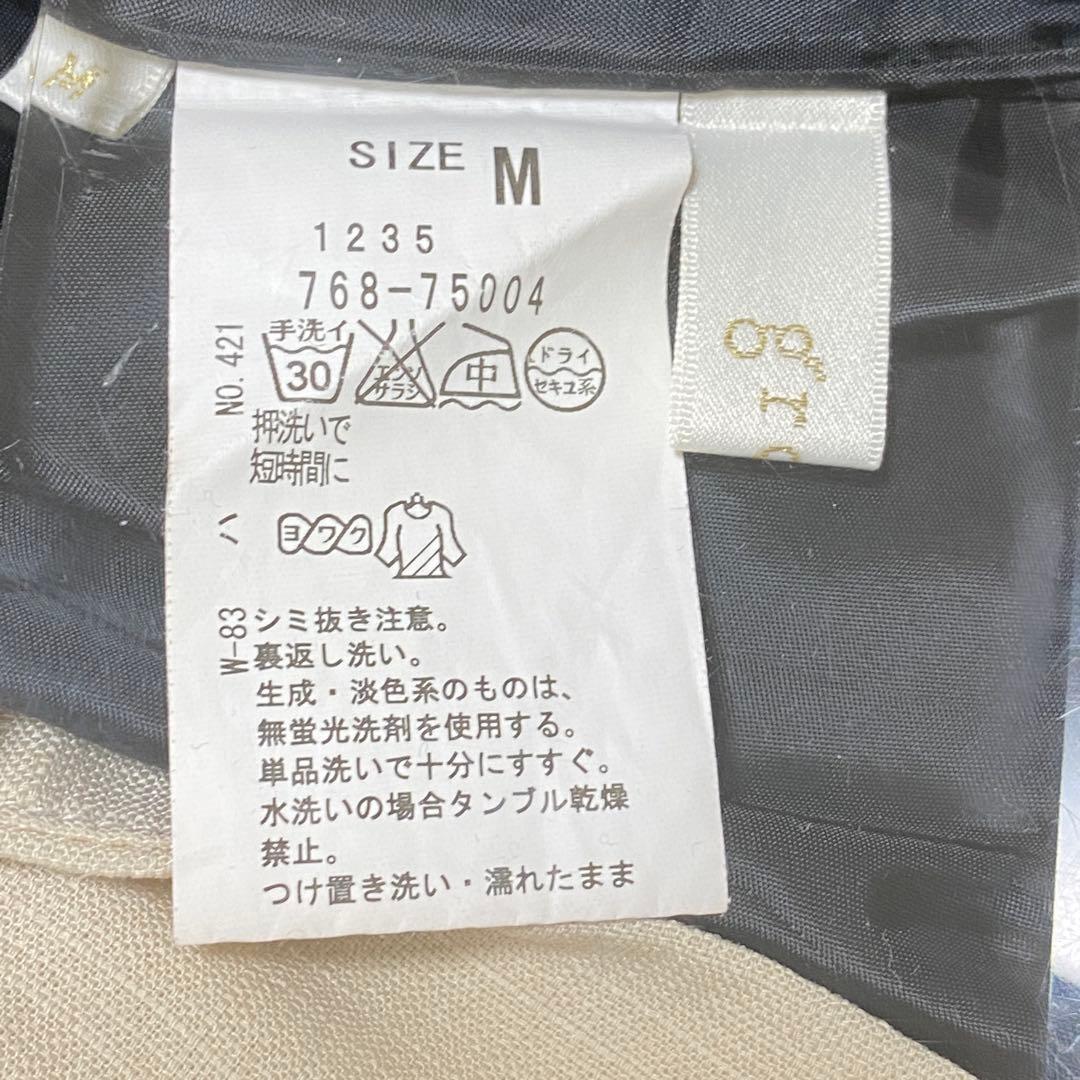 M
SIZE M
1235
768-75004
NO. 421
手洗イ
30
エンソ
サラシ
中
ドライ
セキユ系
押洗いで
短時間に
ハ
ヨワク
W-83
シミ抜き注意。
裏返し洗い。
生成・淡色系のものは、
無蛍光洗剤を使用する。
単品洗いで十分にすすぐ。
水洗いの場合タンブル乾燥
禁止。
つけ置き洗い・濡れたまま